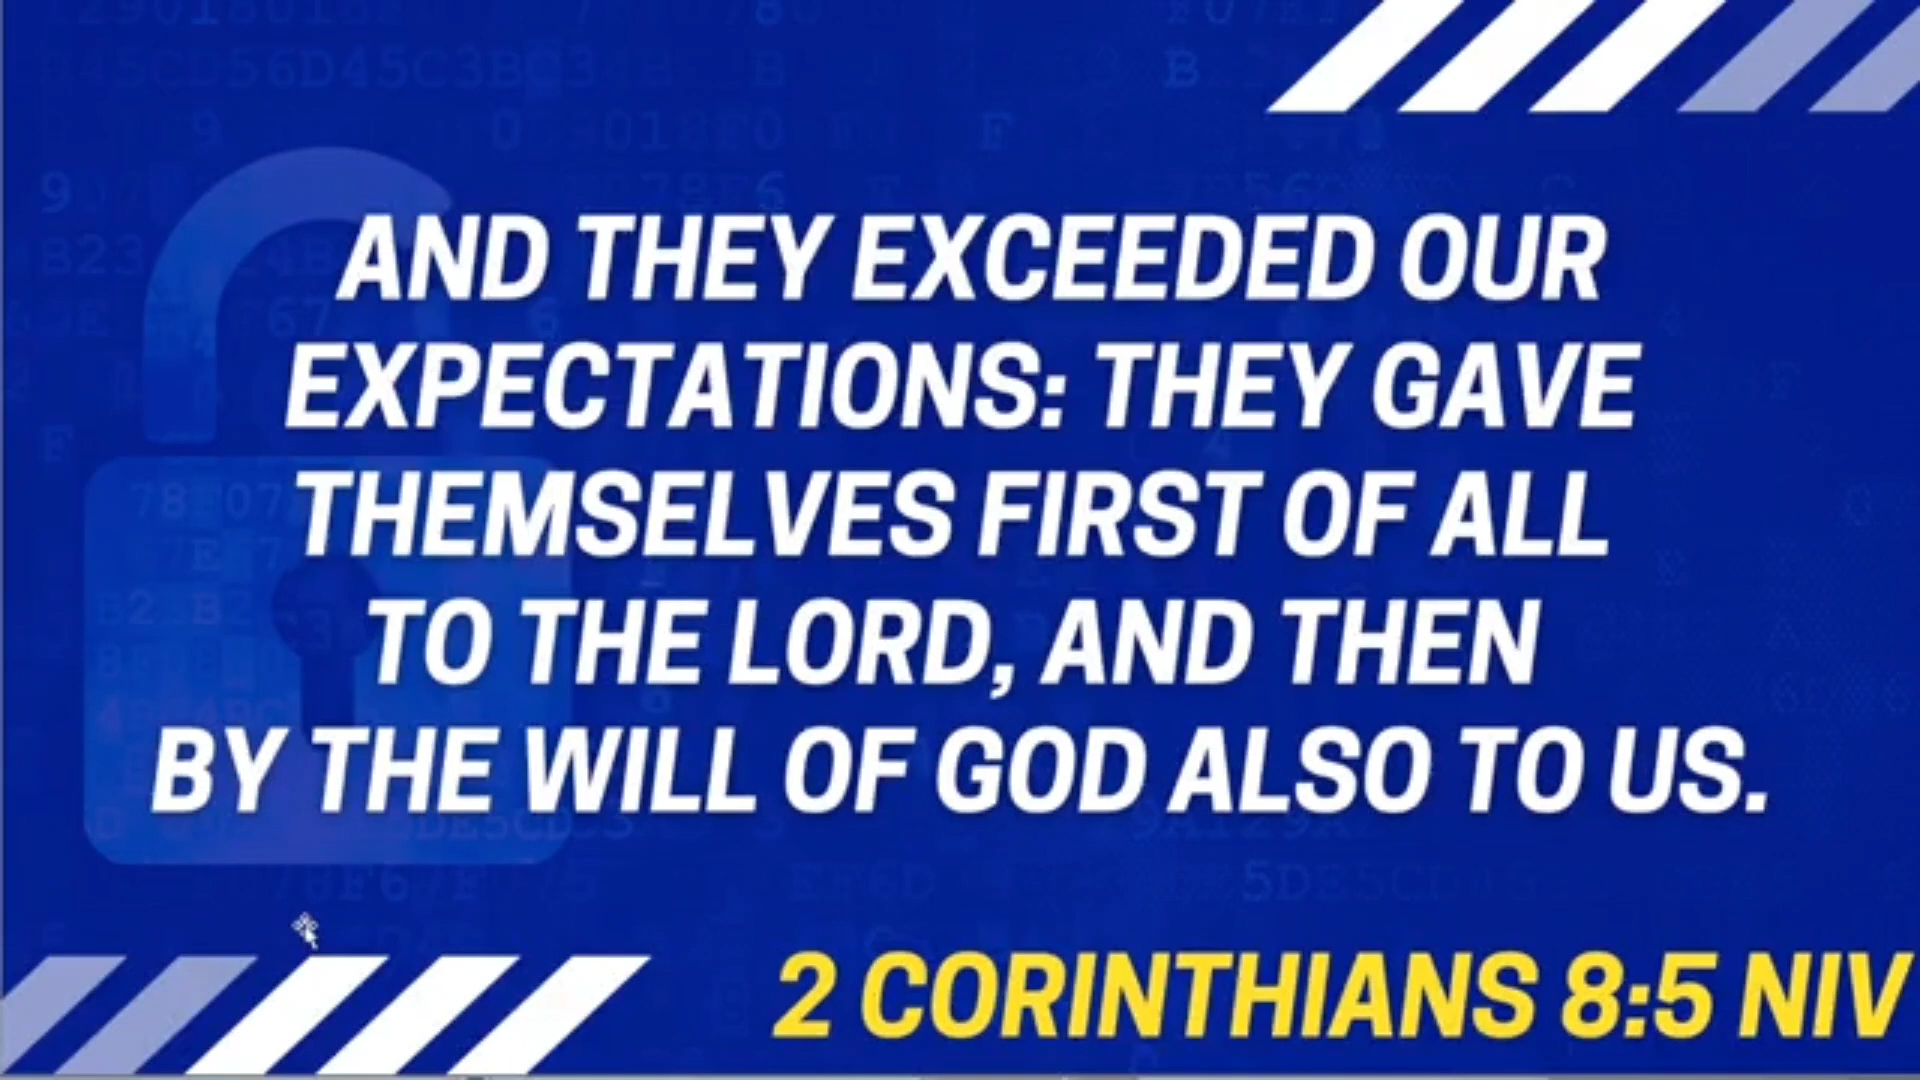 AND THEY EXCEEDED OUR
EXPECTATIONS: THEY GAVE
THEMSELVES FIRST OF ALL
TO THE LORD, AND THEN
BY THE WILL OF GOD ALSO TO US.
2 CORINTHIANS 8:5 NIV